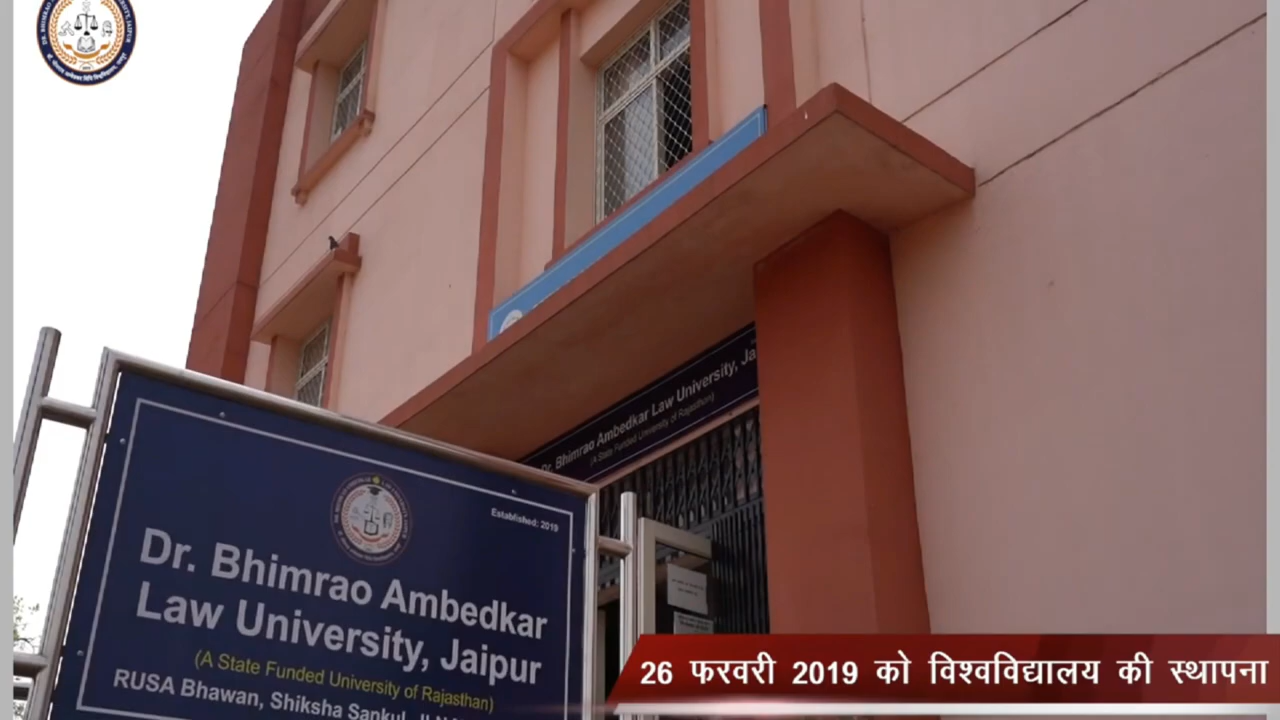 Dr. Bhimrao Ambedkar Law University, Ja
(A State Funded University of Rajasthan)
Established: 2019
Dr. Bhimrao Ambedkar
Law University, Jaipur
(A State Funded University of Rajasthan)
RUSA Bhawan, Shiksha Sankul,
26 फरवरी 2019 को विश्वविद्यालय की स्थापना